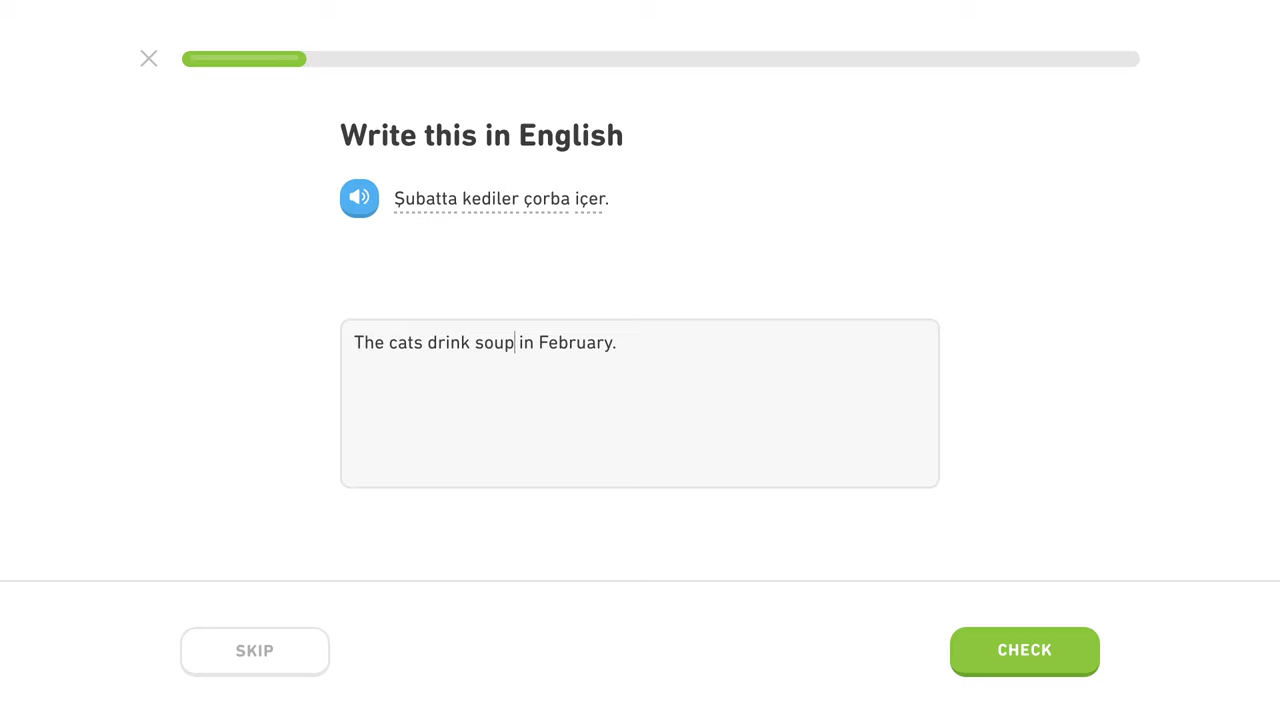 Write this in English
Şubatta kediler çorba içer.
The cats drink soup in February.
SKIP
CHECK